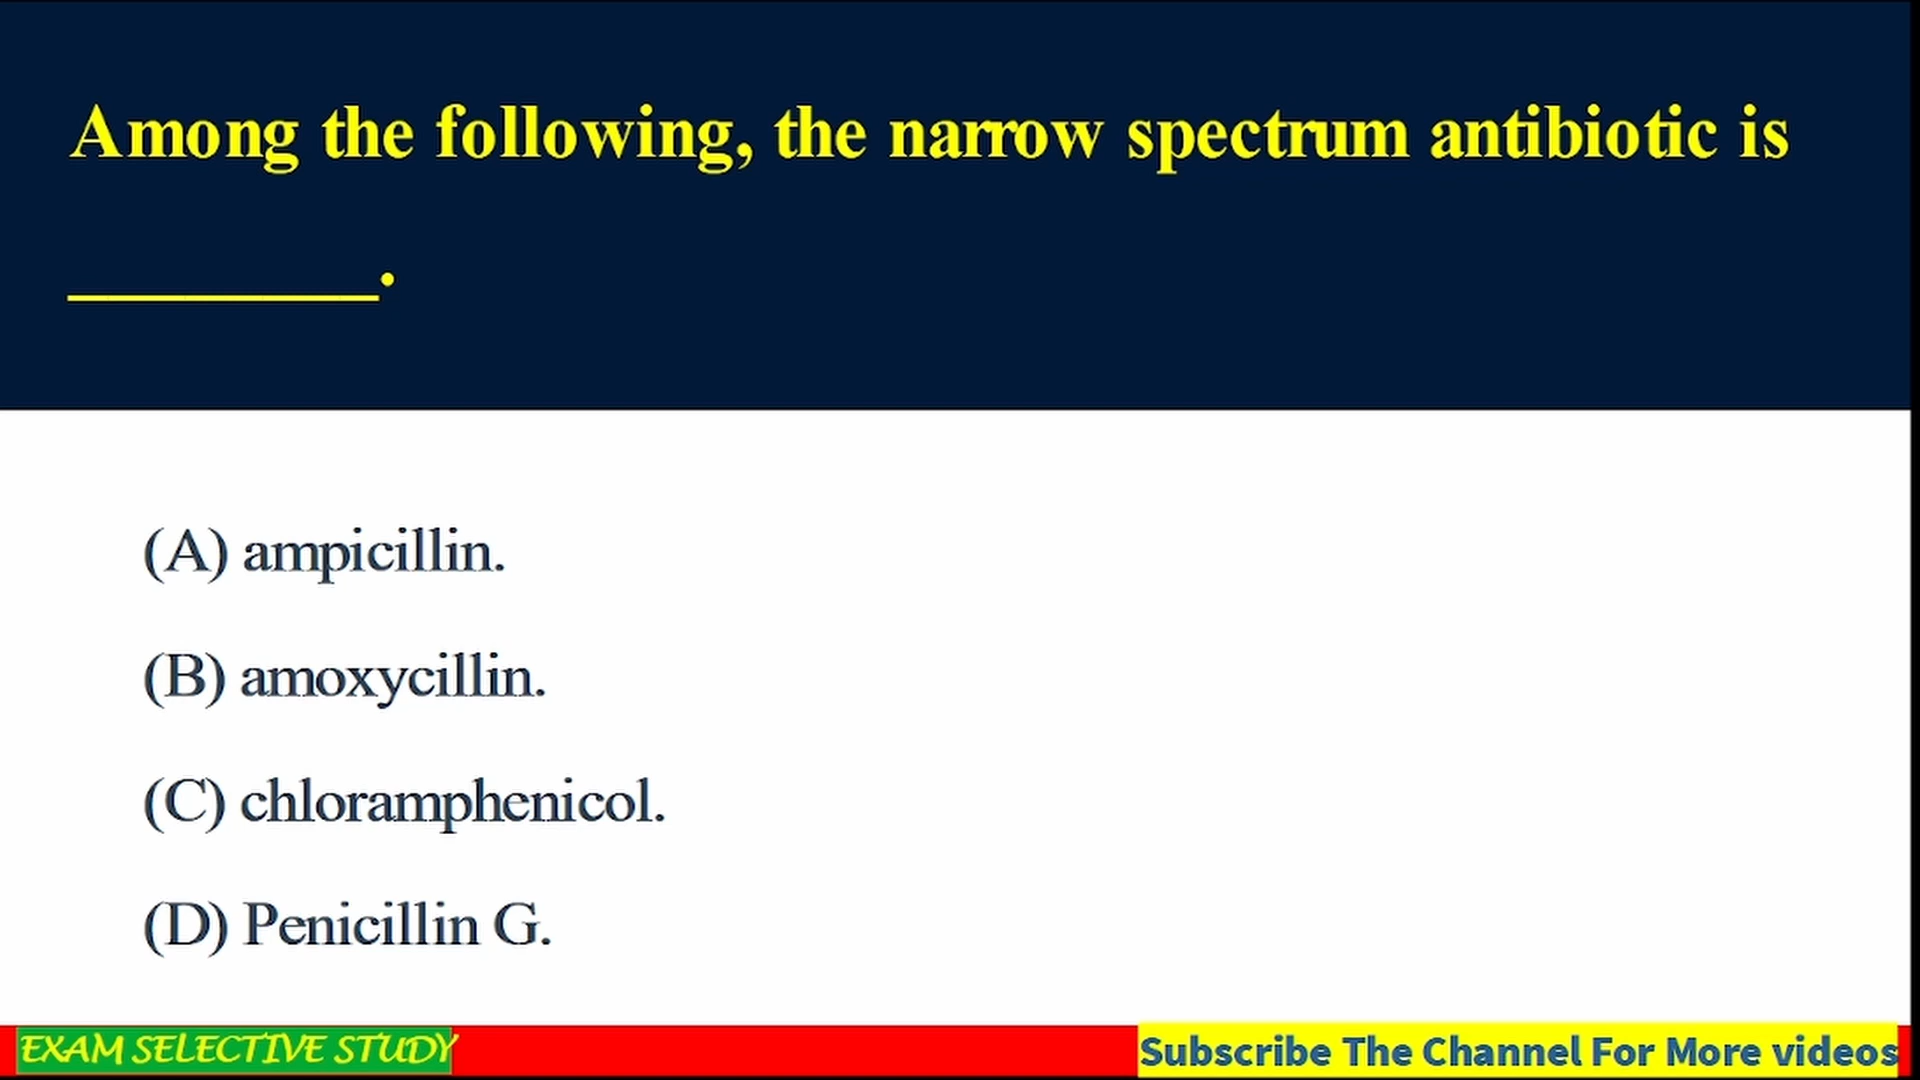 Among the following, the narrow spectrum antibiotic is
________.
(A) ampicillin.
(B) amoxycillin.
(C) chloramphenicol.
(D) Penicillin G.
EXAM SELECTIVE STUDY
Subscribe The Channel For More videos